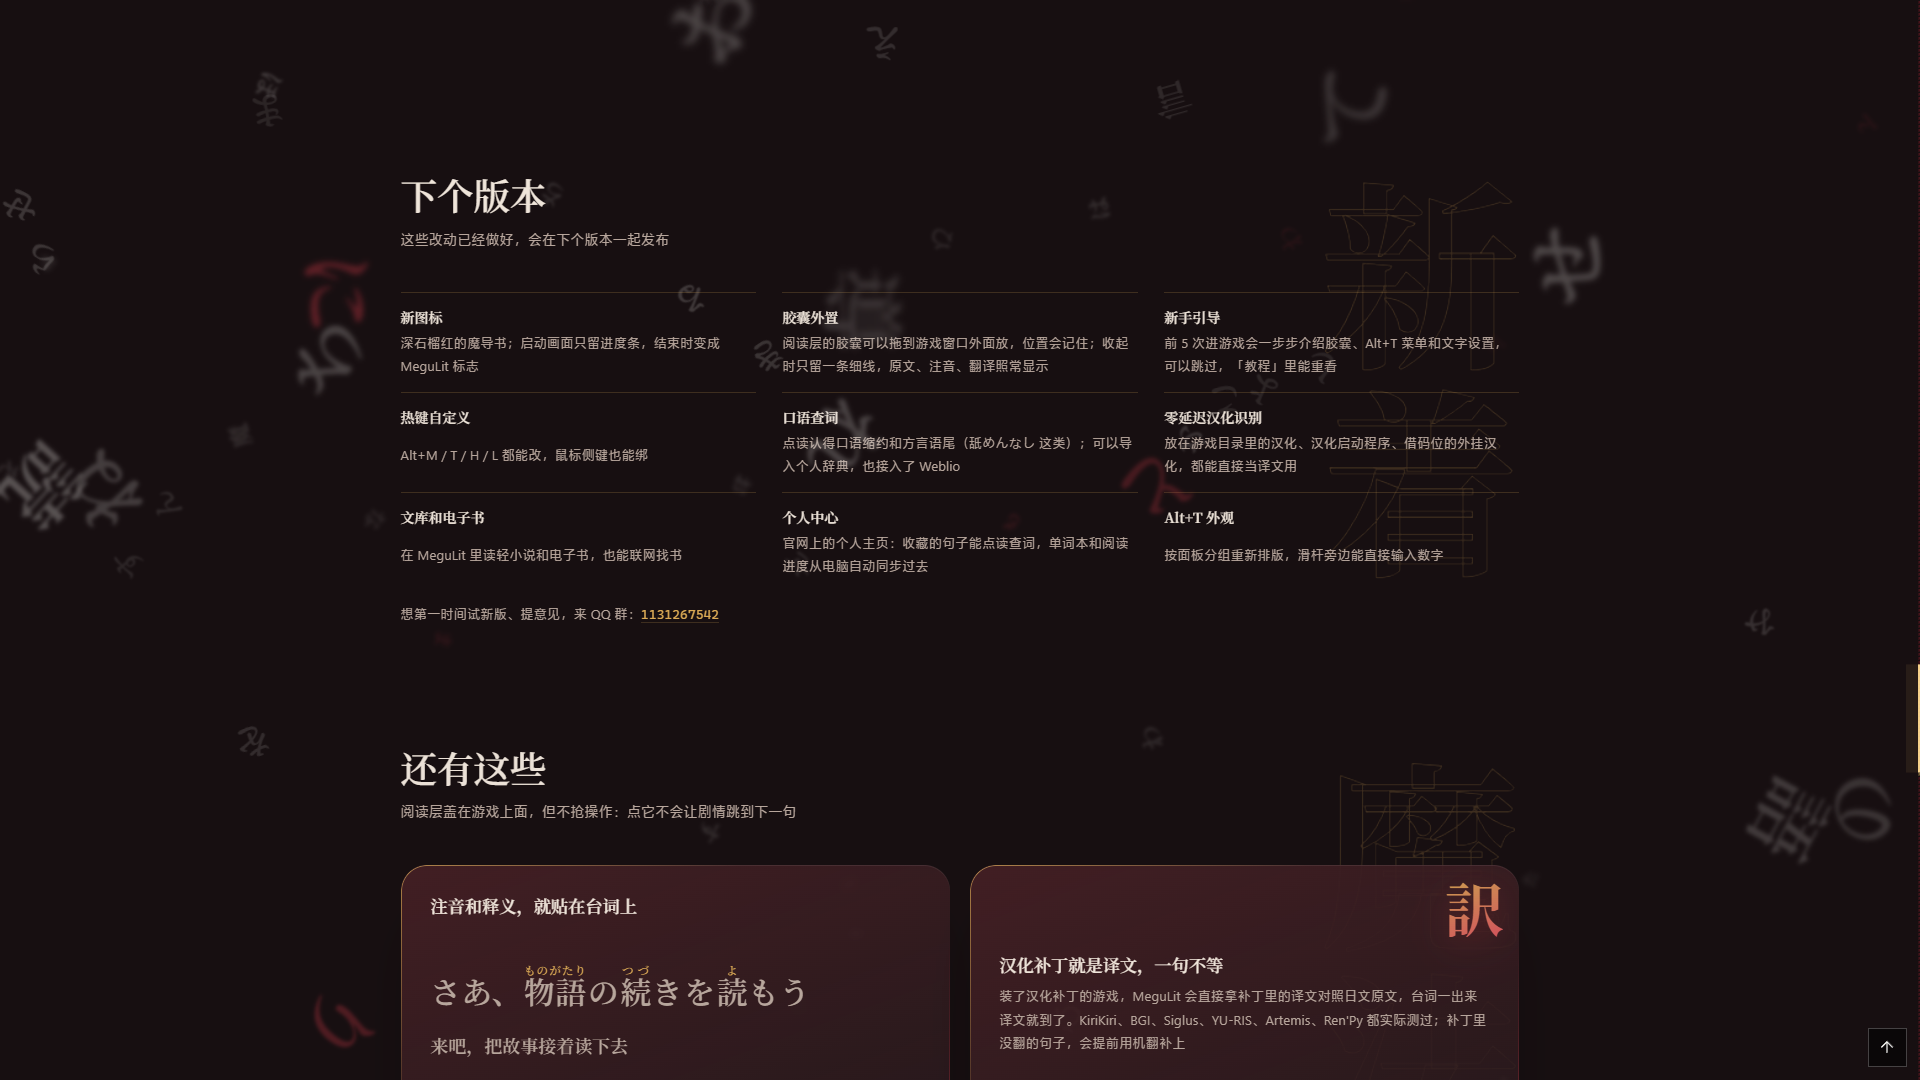 下个版本
这些改动已经做好，会在下个版本一起发布
新着
新图标
深石榴红的魔导书；启动画面只留进度条，结束时变成
MeguLit 标志
胶囊外置
阅读层的胶囊可以拖到游戏窗口外面放，位置会记住；收起
时只留一条细线，原文、注音、翻译照常显示
新手引导
前 5 次进游戏会一步步介绍胶囊、Alt+T 菜单和文字设置，
可以跳过，「教程」里能重看
热键自定义
Alt+M / T / H / L 都能改，鼠标侧键也能绑
口语查词
点读认得口语缩约和方言语尾（舐めんなし 这类）；可以导
入个人辞典，也接入了 Weblio
零延迟汉化识别
放在游戏目录里的汉化、汉化启动程序、借码位的外挂汉
化，都能直接当译文用
文库和电子书
在 MeguLit 里读轻小说和电子书，也能联网找书
个人中心
官网上的个人主页：收藏的句子能点读查词，单词本和阅读
进度从电脑自动同步过去
Alt+T 外观
按面板分组重新排版，滑杆旁边能直接输入数字
想第一时间试新版、提意见，来 QQ 群：1131267542
还有这些
阅读层盖在游戏上面，但不抢操作：点它不会让剧情跳到下一句
注音和释义，就贴在台词上
ものがたり つづ よ
さあ、物語の続きを読もう
来吧，把故事接着读下去
訳
汉化补丁就是译文，一句不等
装了汉化补丁的游戏，MeguLit 会直接拿补丁里的译文对照日文原文，台词一出来
译文就到了。KiriKiri、BGI、Siglus、YU-RIS、Artemis、Ren'Py 都实际测过；补丁里
没翻的句子，会提前用机翻补上